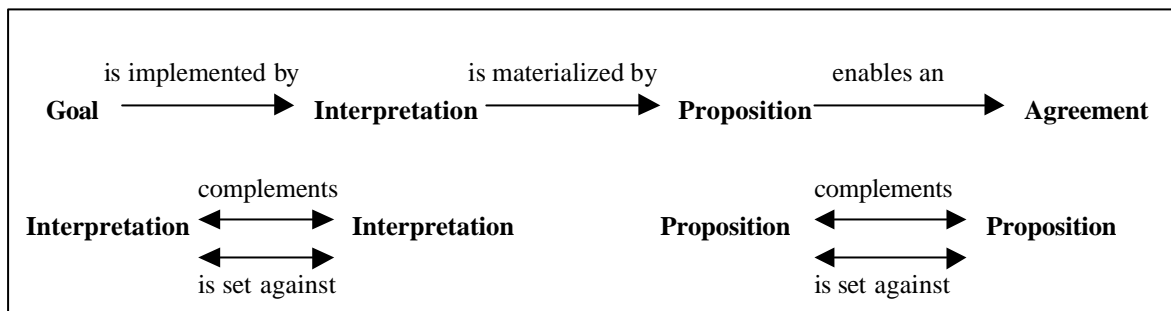 is implemented by is materialized by enables an
Goal Interpretation Proposition Agreement
complements complements
Interpretation Interpretation Proposition Proposition
is set against is set against